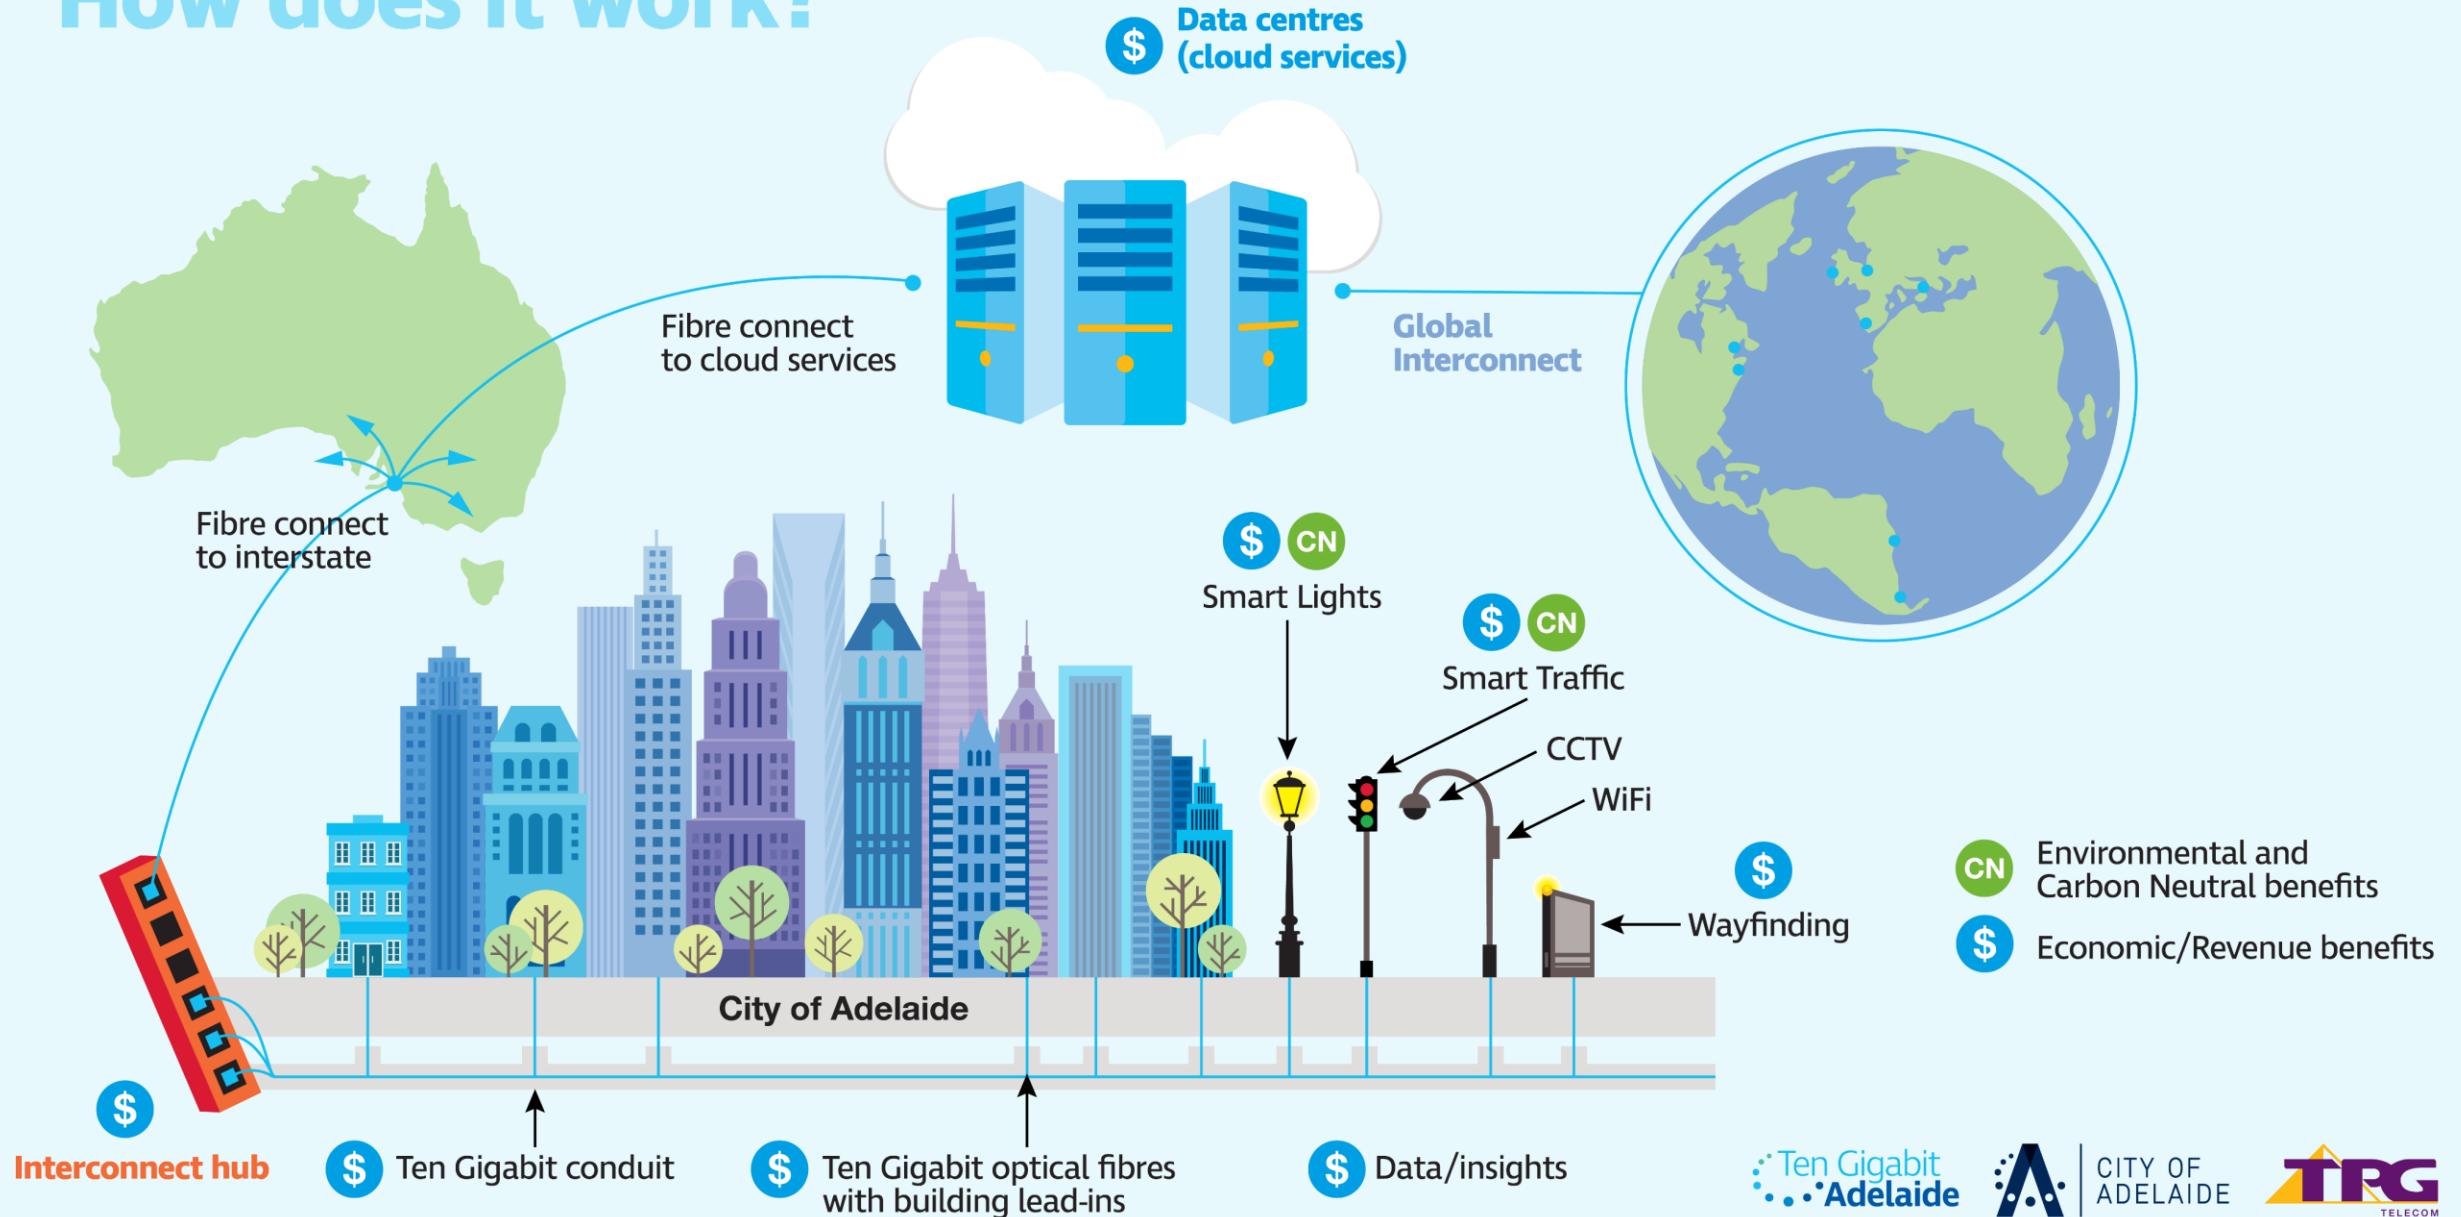 How does it work?
$
Data centres
(cloud services)
Fibre connect
to cloud services
Global
Interconnect
Fibre connect
to interstate
$ CN
Smart Lights
$ CN
Smart Traffic
CCTV
WiFi
$
Wayfinding
CN
Environmental and
Carbon Neutral benefits
$
Economic/Revenue benefits
City of Adelaide
$
Interconnect hub
$ Ten Gigabit conduit
$ Ten Gigabit optical fibres
with building lead-ins
$ Data/insights
Ten Gigabit
Adelaide
CITY OF
ADELAIDE
TPG
TELECOM